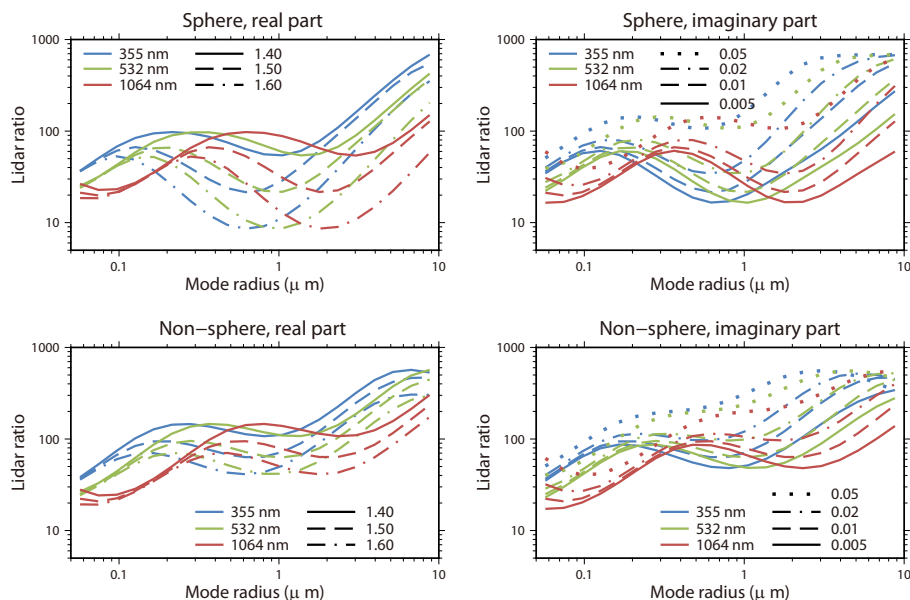 Sphere, real part
1000
100
10
Lidar ratio
355 nm 1.40
532 nm 1.50
1064 nm 1.60
0.1 1 10
Mode radius (μ m)
Sphere, imaginary part
1000
100
10
Lidar ratio
355 nm 0.05
532 nm 0.02
1064 nm 0.01
0.005
0.1 1 10
Mode radius (μ m)
Non−sphere, real part
1000
100
10
Lidar ratio
355 nm 1.40
532 nm 1.50
1064 nm 1.60
0.1 1 10
Mode radius (μ m)
Non−sphere, imaginary part
1000
100
10
Lidar ratio
0.05
355 nm 0.02
532 nm 0.01
1064 nm 0.005
0.1 1 10
Mode radius (μ m)